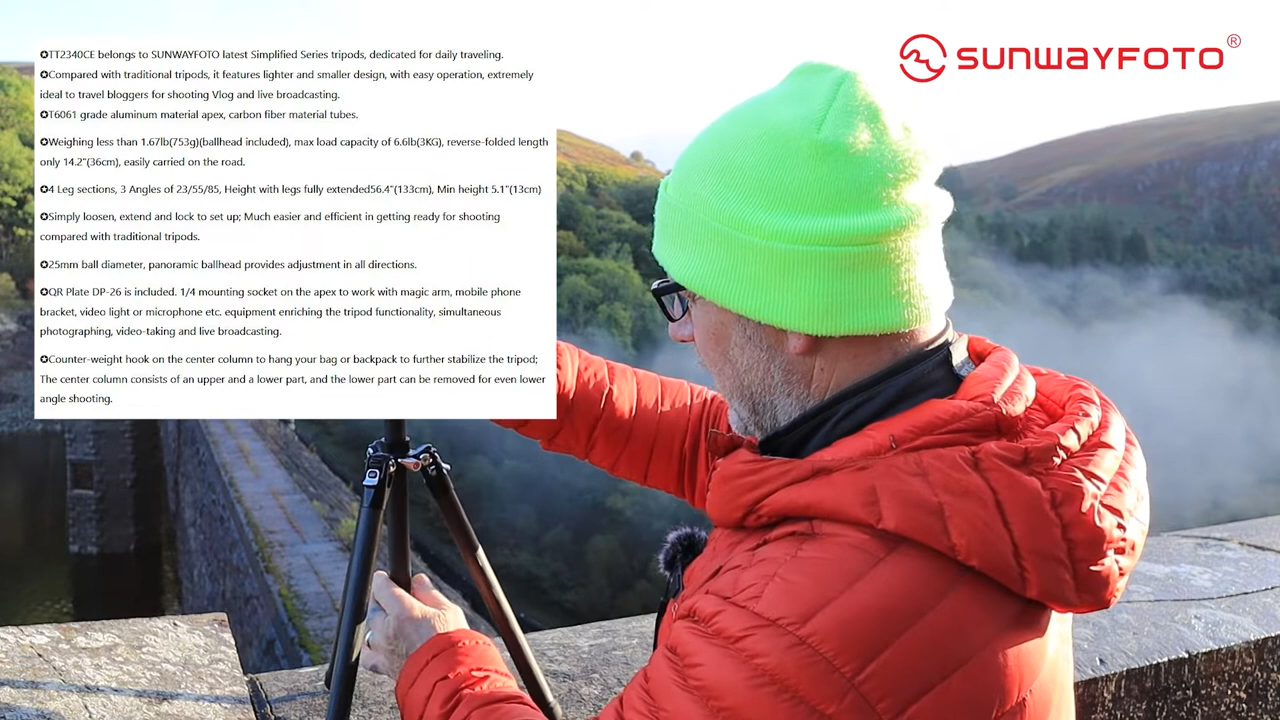 ✪TT2340CE belongs to SUNWAYFOTO latest Simplified Series tripods, dedicated for daily traveling.
✪Compared with traditional tripods, it features lighter and smaller design, with easy operation, extremely
ideal to travel bloggers for shooting Vlog and live broadcasting.
✪T6061 grade aluminum material apex, carbon fiber material tubes.
✪Weighing less than 1.67lb(753g)(ballhead included), max load capacity of 6.6lb(3KG), reverse-folded length
only 14.2"(36cm), easily carried on the road.
✪4 Leg sections, 3 Angles of 23/55/85, Height with legs fully extended56.4"(133cm), Min height 5.1"(13cm)
✪Simply loosen, extend and lock to set up; Much easier and efficient in getting ready for shooting
compared with traditional tripods.
✪25mm ball diameter, panoramic ballhead provides adjustment in all directions.
✪QR Plate DP-26 is included. 1/4 mounting socket on the apex to work with magic arm, mobile phone
bracket, video light or microphone etc. equipment enriching the tripod functionality, simultaneous
photographing, video-taking and live broadcasting.
✪Counter-weight hook on the center column to hang your bag or backpack to further stabilize the tripod;
The center column consists of an upper and a lower part, and the lower part can be removed for even lower
angle shooting.
SUNWAYFOTO®